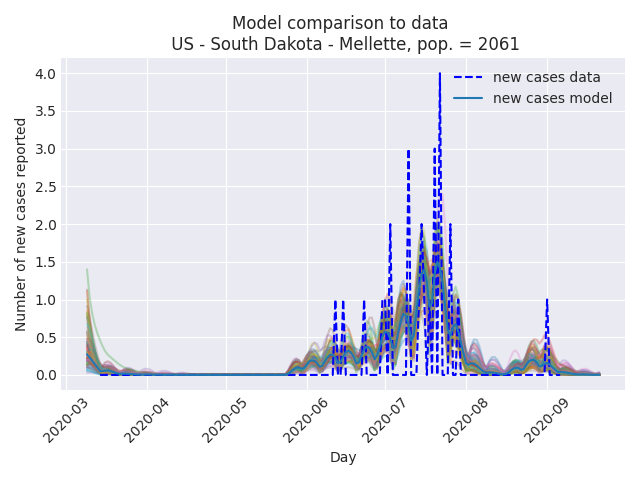 Model comparison to data
US - South Dakota - Mellette, pop. = 2061
new cases data
new cases model
Number of new cases reported
4.0
3.5
3.0
2.5
2.0
1.5
1.0
0.5
0.0
2020-03
2020-04
2020-05
2020-06
2020-07
2020-08
2020-09
Day